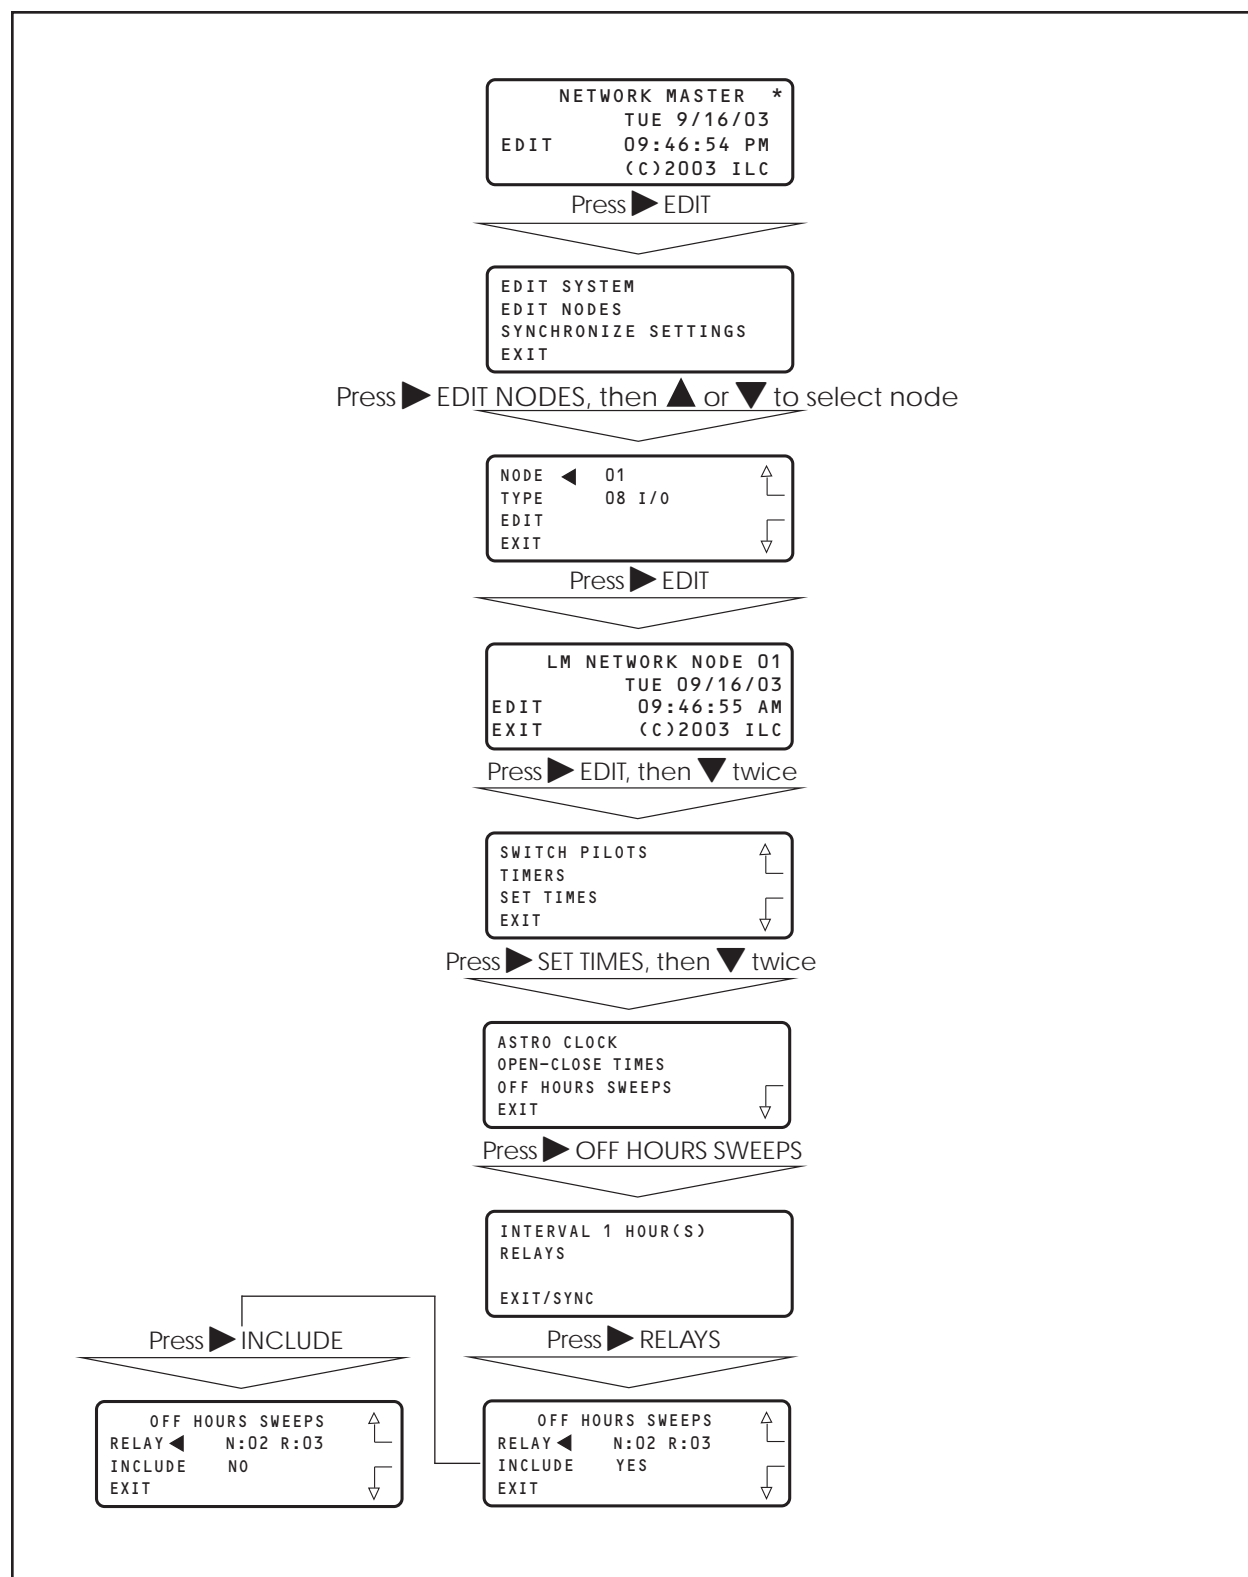 NETWORK MASTER *
TUE 9/16/03
EDIT 09:46:54 PM
(C)2003 ILC
Press ▶ EDIT
EDIT SYSTEM
EDIT NODES
SYNCHRONIZE SETTINGS
EXIT
Press ▶ EDIT NODES, then ▲ or ▼ to select node
NODE ◀ 01
TYPE 08 I/O
EDIT
EXIT
Press ▶ EDIT
LM NETWORK NODE 01
TUE 09/16/03
EDIT 09:46:55 AM
EXIT (C)2003 ILC
Press ▶ EDIT, then ▼ twice
SWITCH PILOTS
TIMERS
SET TIMES
EXIT
Press ▶ SET TIMES, then ▼ twice
ASTRO CLOCK
OPEN-CLOSE TIMES
OFF HOURS SWEEPS
EXIT
Press ▶ OFF HOURS SWEEPS
INTERVAL 1 HOUR(S)
RELAYS
EXIT/SYNC
Press ▶ RELAYS
OFF HOURS SWEEPS
RELAY ◀ N:02 R:03
INCLUDE YES
EXIT
Press ▶ INCLUDE
OFF HOURS SWEEPS
RELAY ◀ N:02 R:03
INCLUDE NO
EXIT